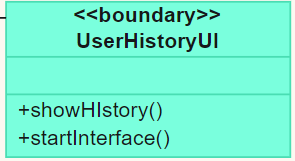 <<boundary>>
UserHistoryUI
+showHIstory()
+startInterface()